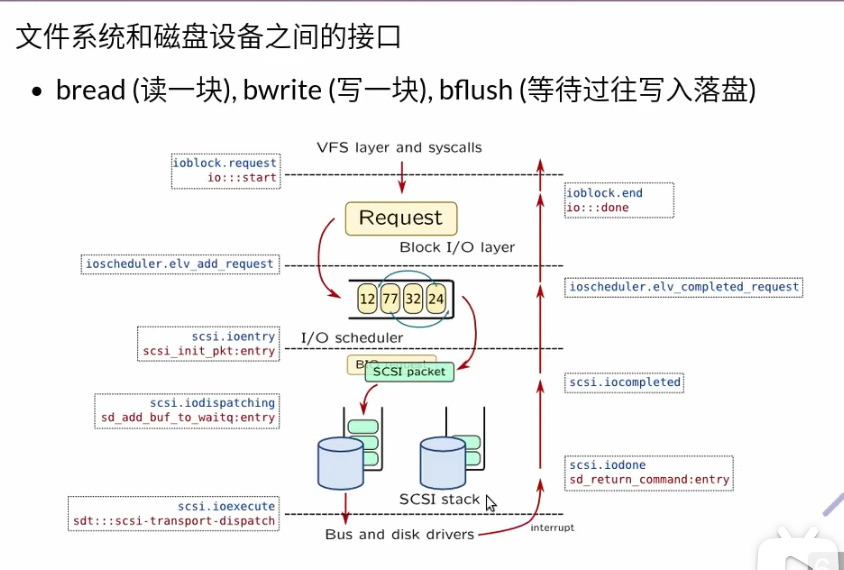 文件系统和磁盘设备之间的接口
• bread (读一块), bwrite (写一块), bflush (等待过往写入落盘)
VFS layer and syscalls
ioblock.request
io:::start
ioblock.end
io:::done
Request
Block I/O layer
ioscheduler.elv_add_request
ioscheduler.elv_completed_request
12 77 32 24
I/O scheduler
scsi.ioentry
scsi_init_pkt:entry
SCSI packet
scsi.iocompleted
scsi.iodispatching
sd_add_buf_to_waitq:entry
scsi.iodone
sd_return_command:entry
SCSI stack
scsi.ioexecute
sdt:::scsi-transport-dispatch
Bus and disk drivers
interrupt